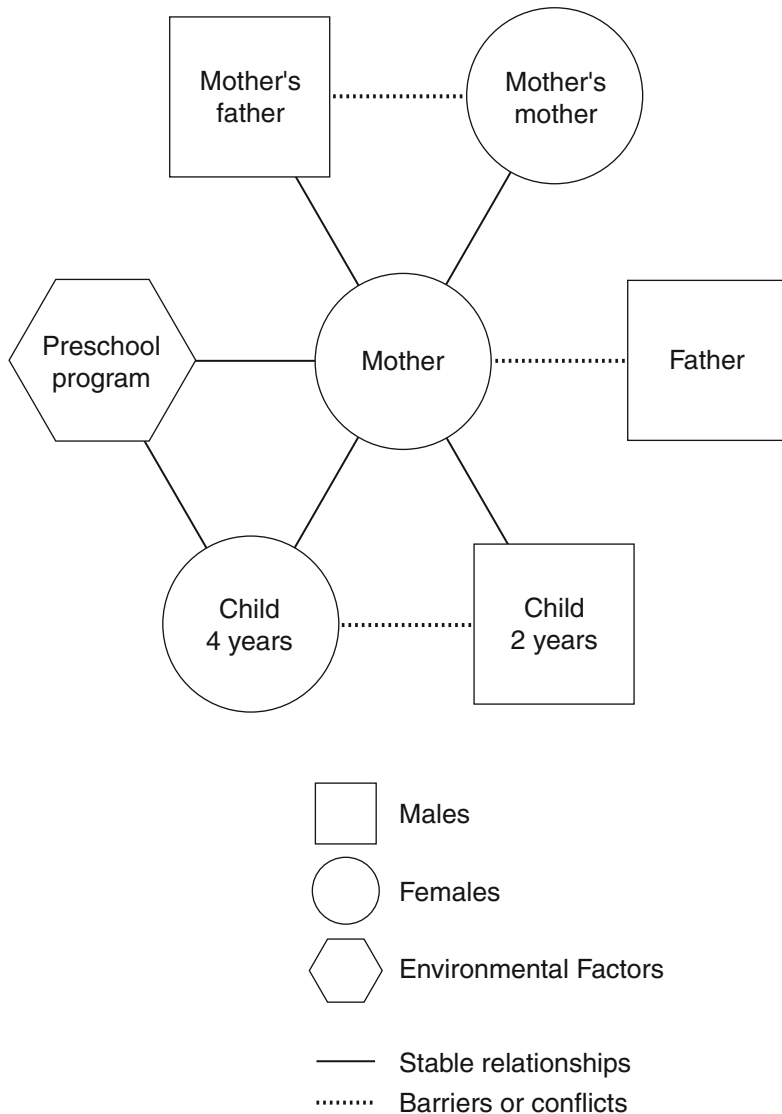 Mother's
father
Mother's
mother
Preschool
program
Mother
Father
Child
4 years
Child
2 years
Males
Females
Environmental Factors
Stable relationships
Barriers or conflicts